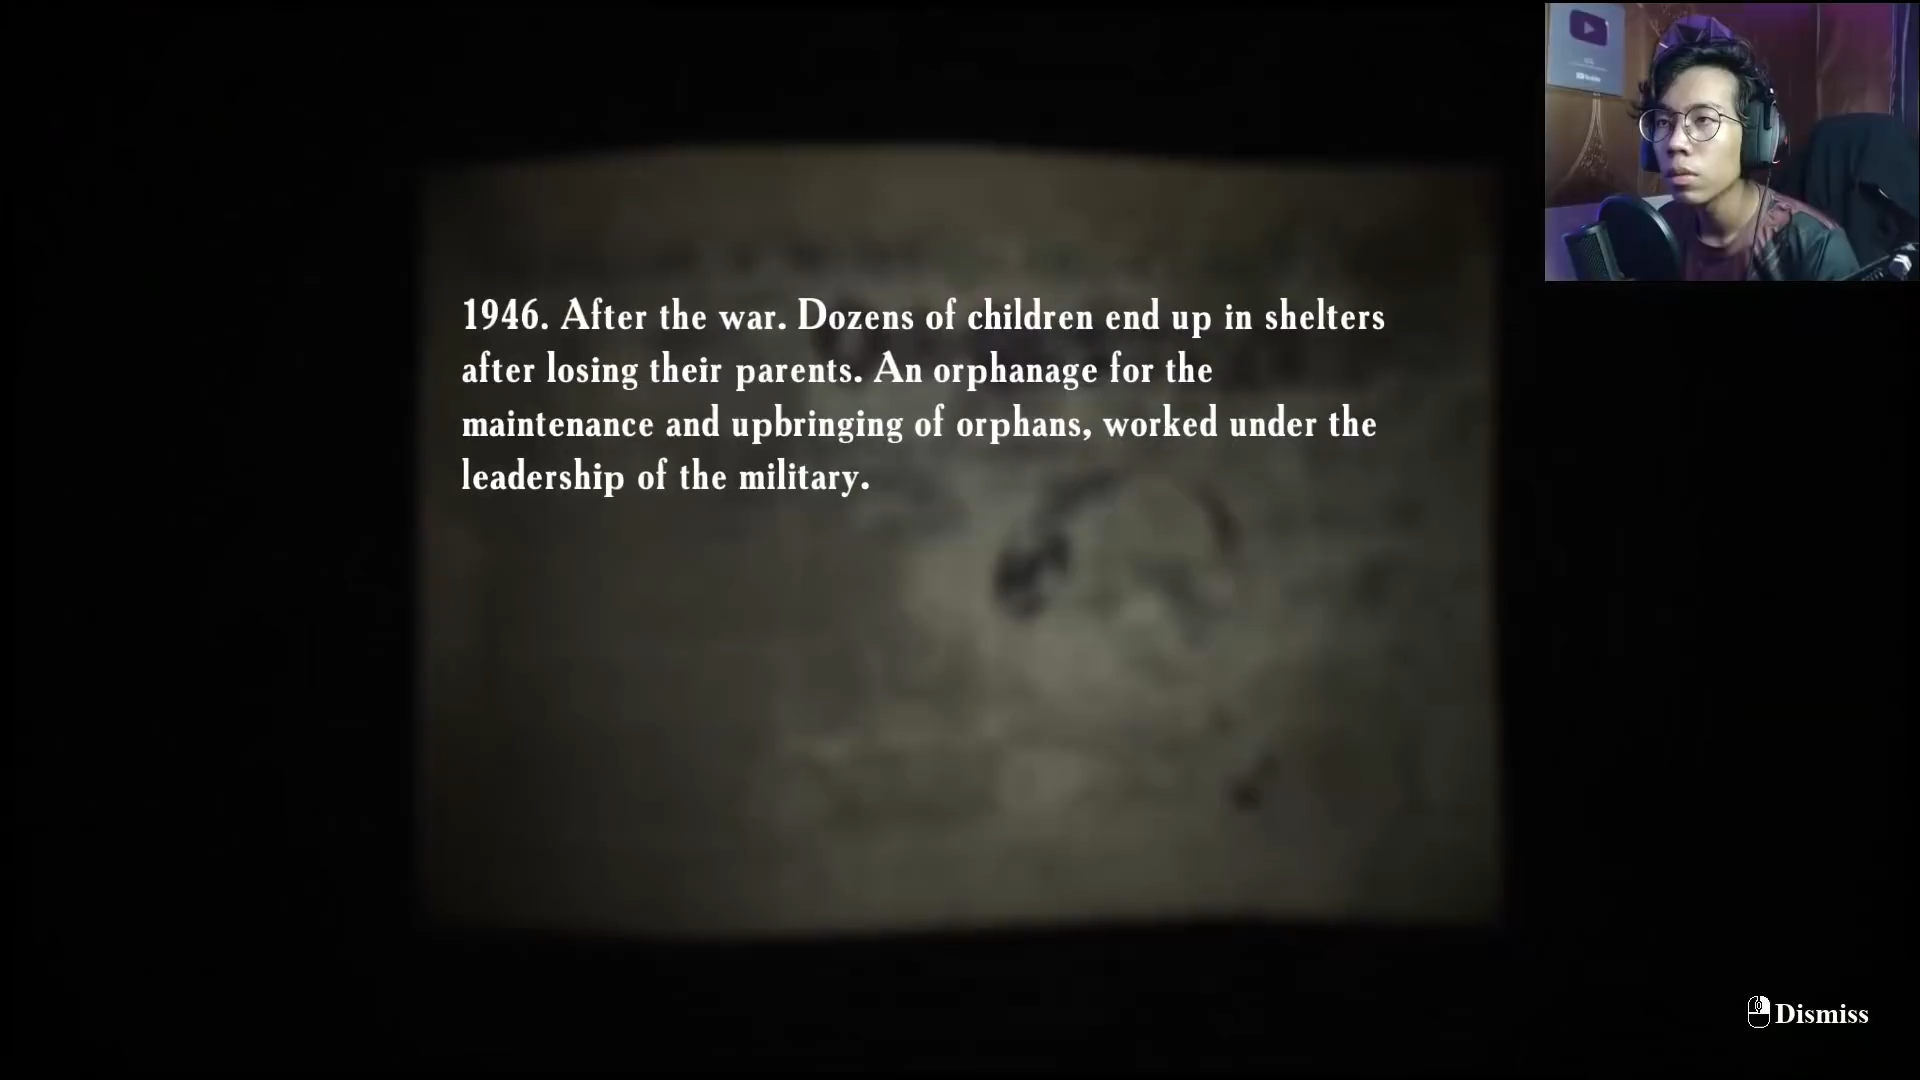 1946. After the war. Dozens of children end up in shelters
after losing their parents. An orphanage for the
maintenance and upbringing of orphans, worked under the
leadership of the military.
Dismiss